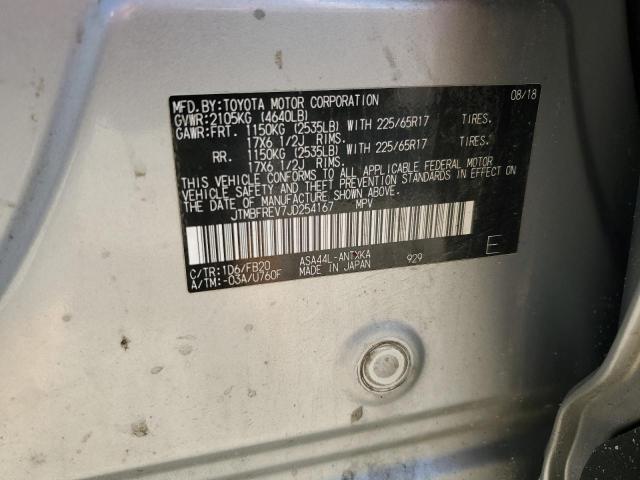 MFD. BY: TOYOTA MOTOR CORPORATION 08/18
GVWR: 2105KG (4640LB)
GAWR: FRT. 1150KG (2535LB) WITH 225/65R17 TIRES.
17X6 1/2J RIMS.
RR. 1150KG (2535LB) WITH 225/65R17 TIRES.
17X6 1/2J RIMS.
THIS VEHICLE CONFORMS TO ALL APPLICABLE FEDERAL MOTOR
VEHICLE SAFETY AND THEFT PREVENTION STANDARDS IN EFFECT
ON THE DATE OF MANUFACTURE SHOWN ABOVE.
JTMBFREV7JD254167 MPV
C/TR: 1D6/FB20 ASA44L-ANTXKA 929 E
A/TM: -03A/U760F MADE IN JAPAN